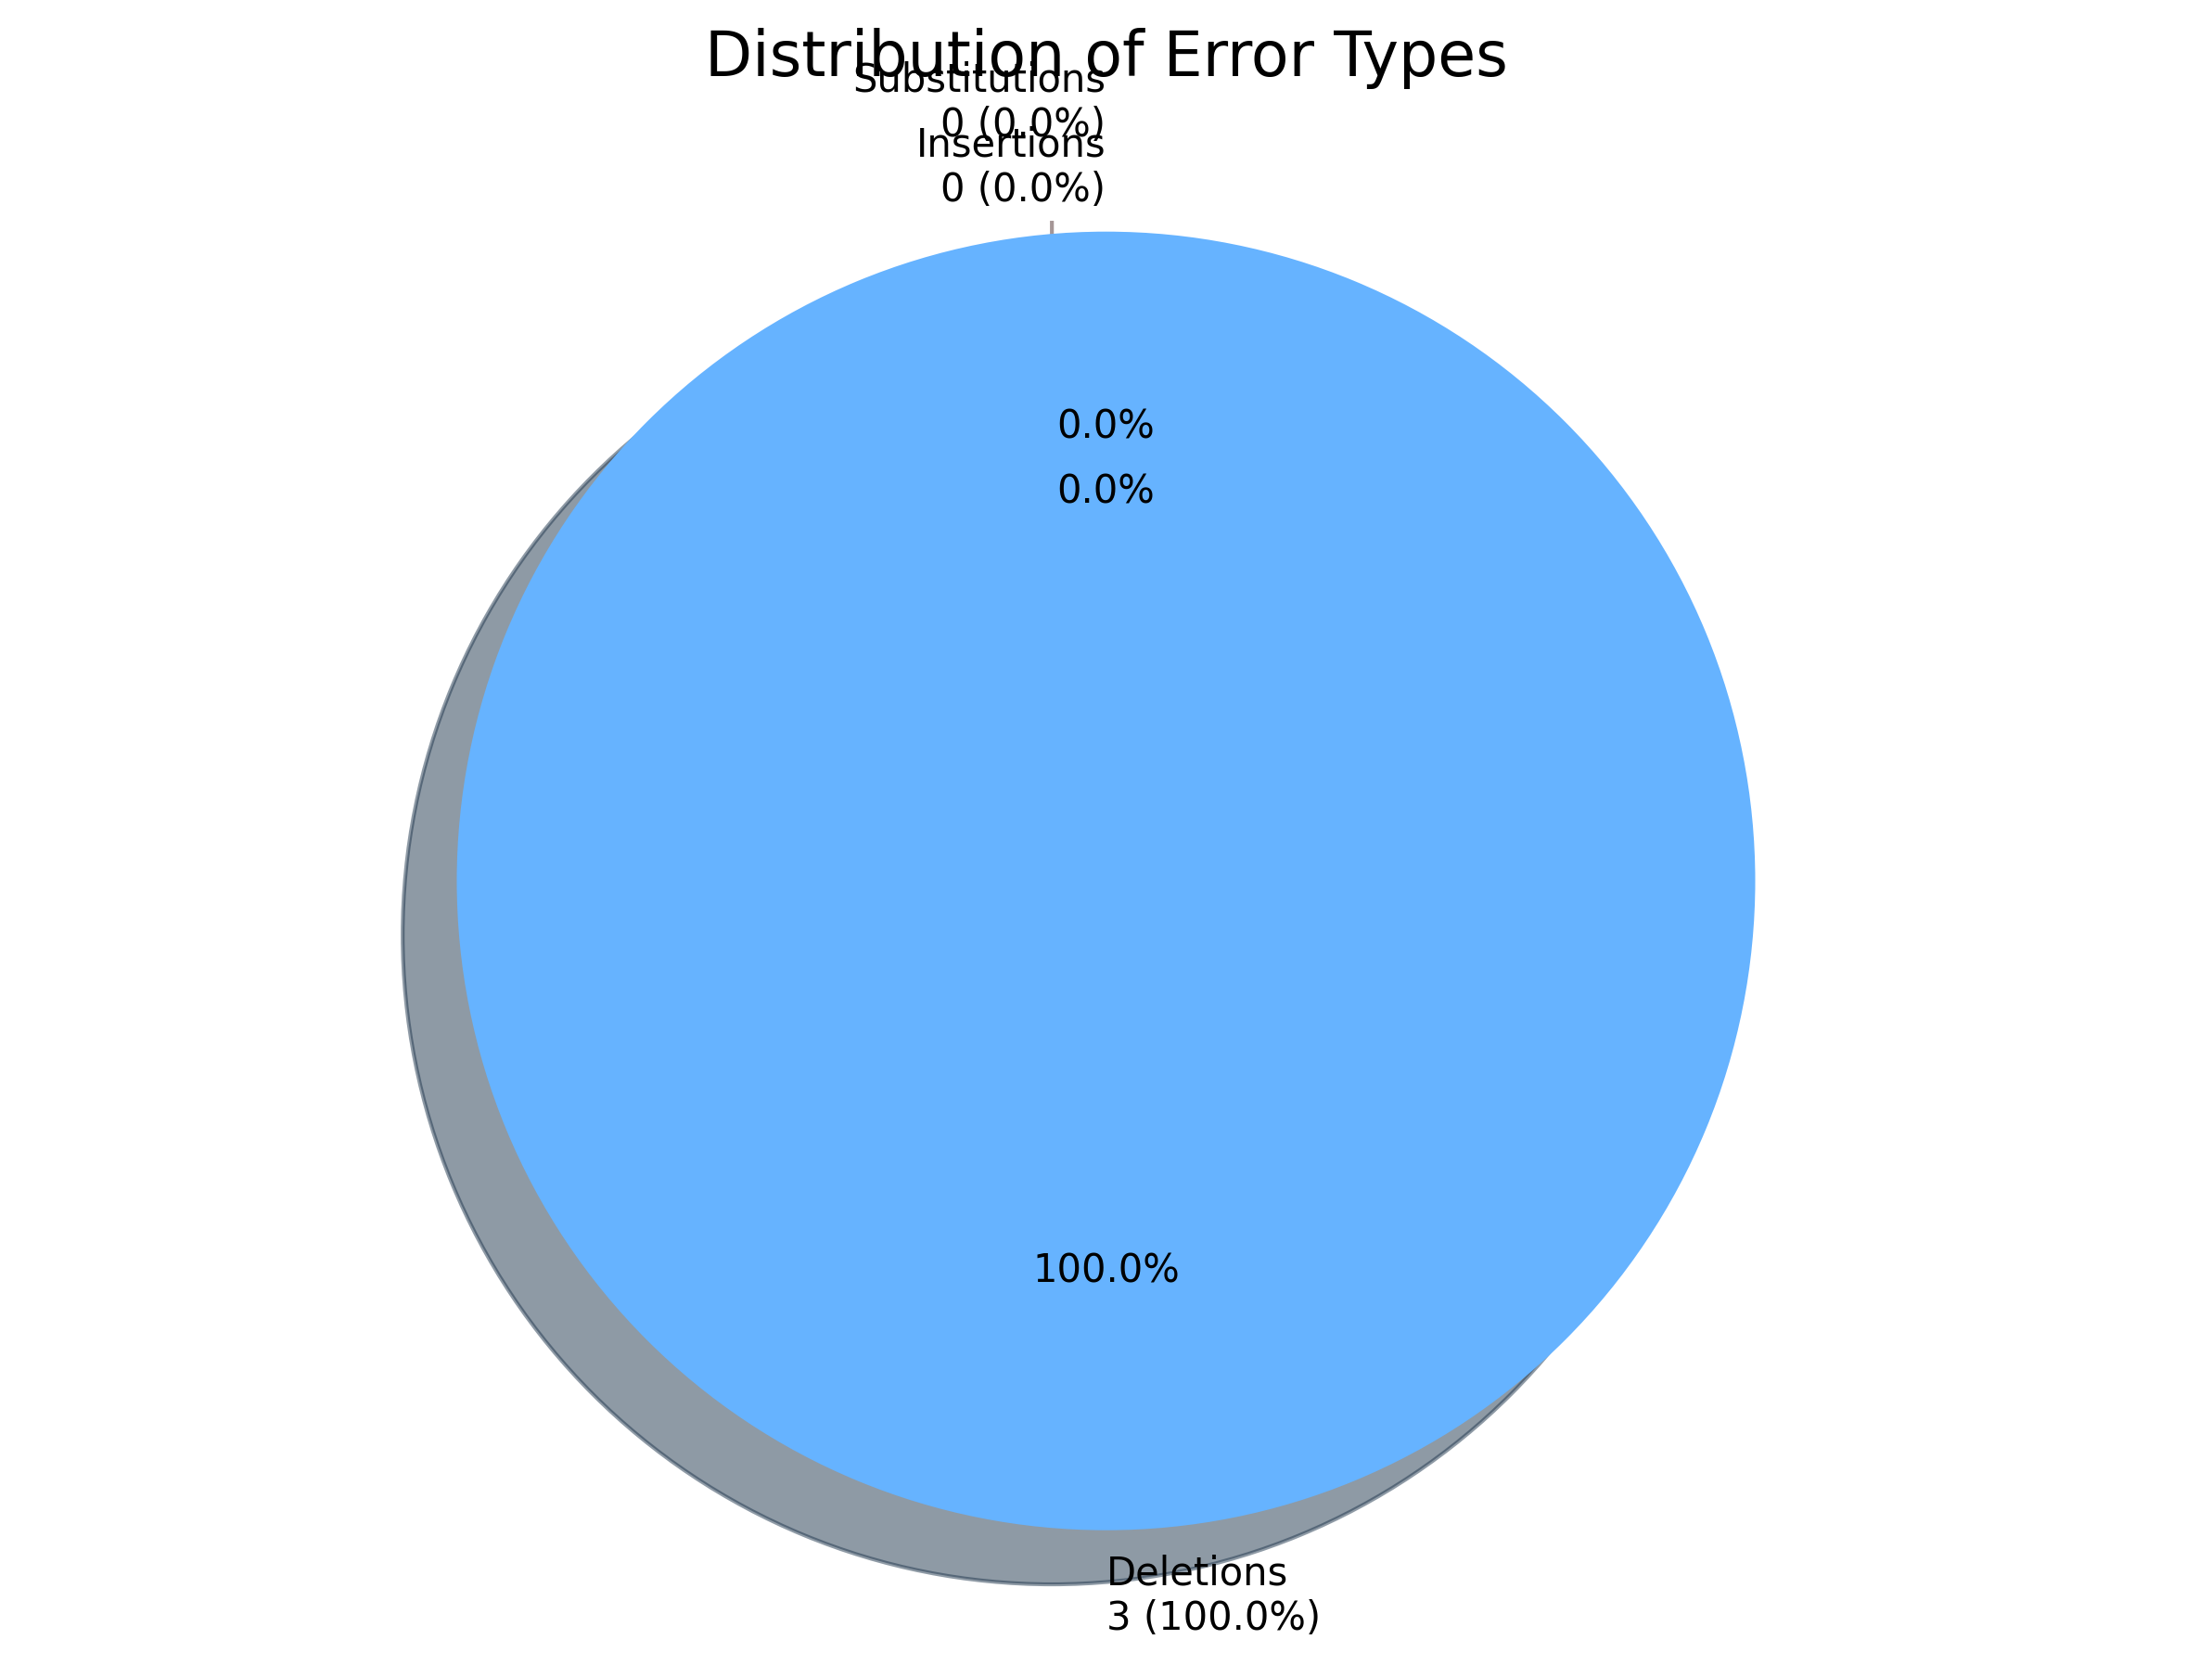 Distribution of Error Types
Substitutions
0 (0.0%)
Insertions
0 (0.0%)
0.0%
0.0%
100.0%
Deletions
3 (100.0%)